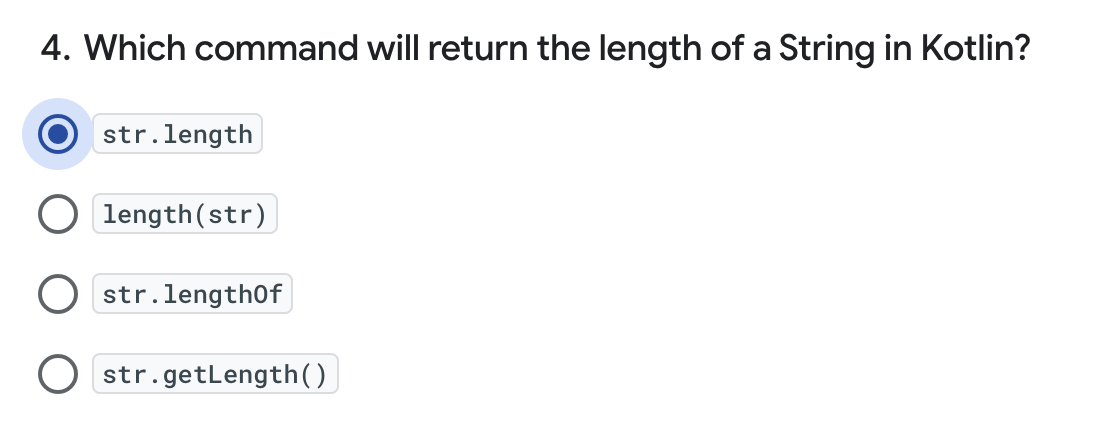 4. Which command will return the length of a String in Kotlin?
str.length
length(str)
str.lengthOf
str.getLength()